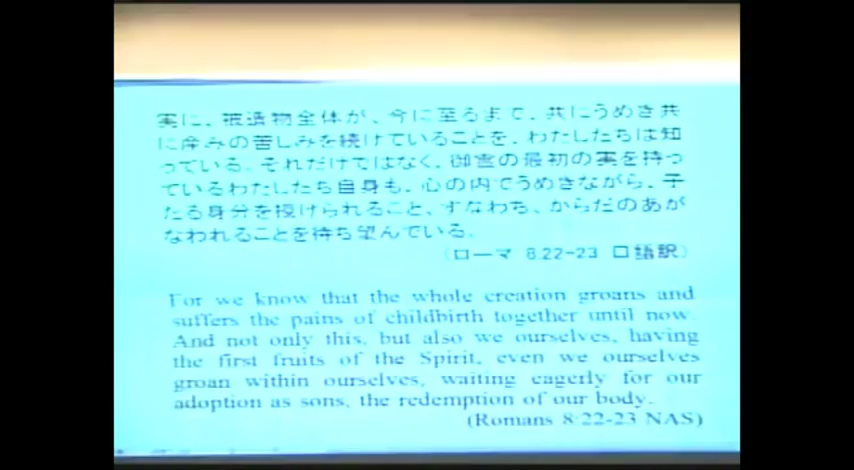 実に、被造物全体が、今に至るまで、共にうめき共
に産みの苦しみを続けていることを、わたしたちは知
っている。それだけではなく、御霊の最初の実を持っ
ているわたしたち自身も、心の内でうめきながら、子
たる身分を授けられること、すなわち、からだのあが
なわれることを待ち望んでいる。
(ローマ 8.22-23 口語訳)
For we know that the whole creation groans and
suffers the pains of childbirth together until now.
And not only this, but also we ourselves, having
the first fruits of the Spirit, even we ourselves
groan within ourselves, waiting eagerly for our
adoption as sons, the redemption of our body.
(Romans 8:22-23 NAS)